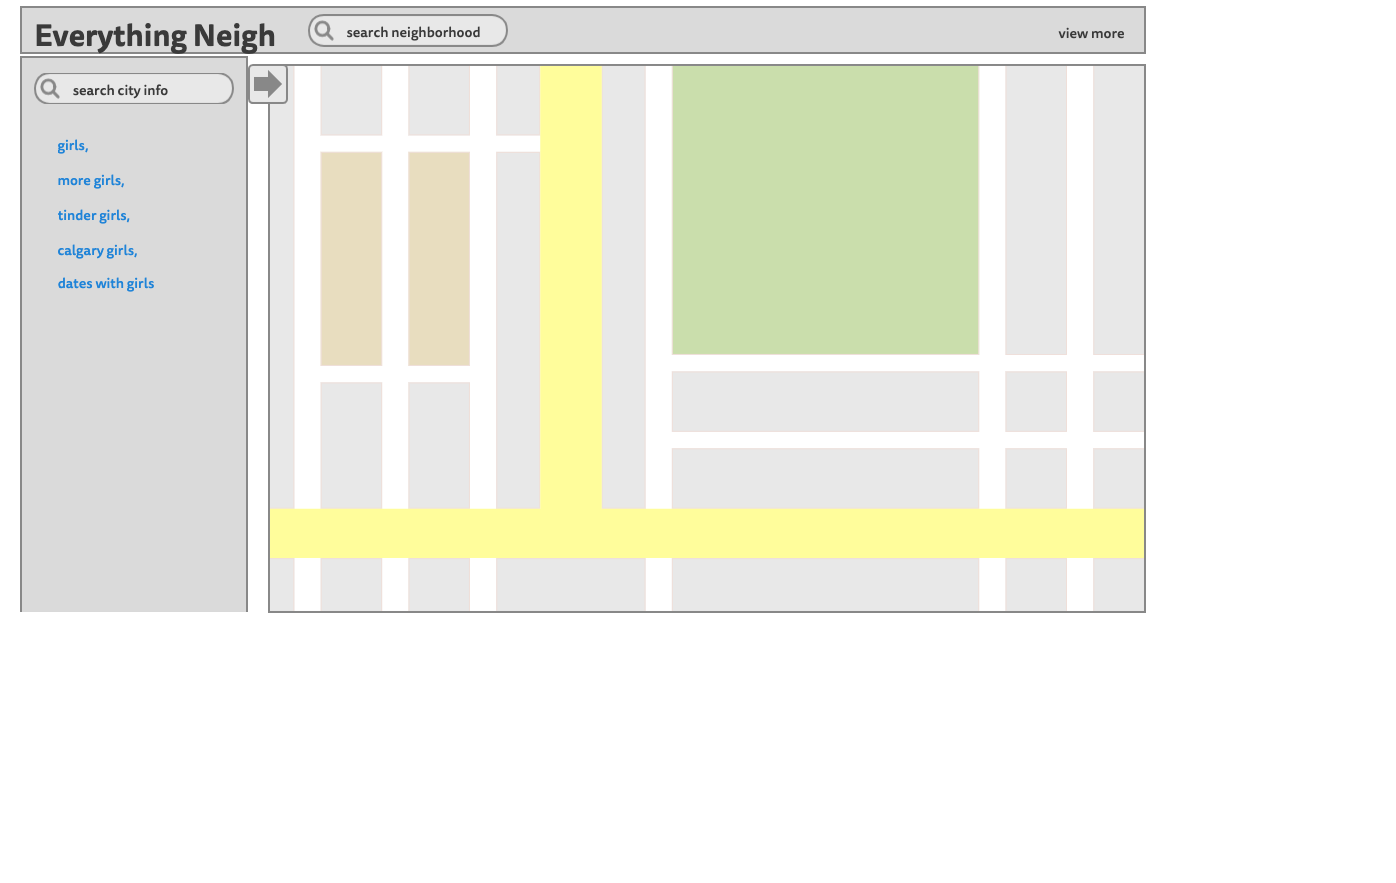 Everything Neigh
search neighborhood
view more
search city info
girls,
more girls,
tinder girls,
calgary girls,
dates with girls